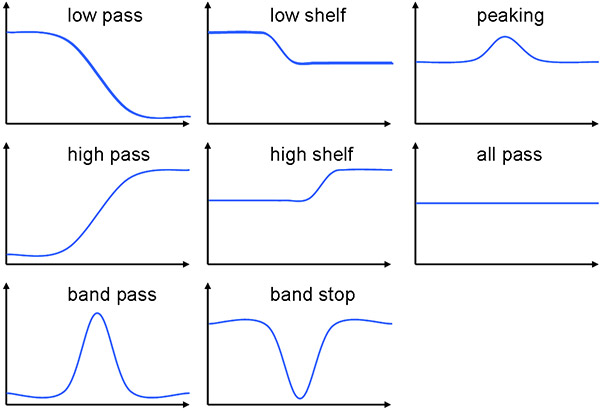 low pass
low shelf
peaking
high pass
high shelf
all pass
band pass
band stop